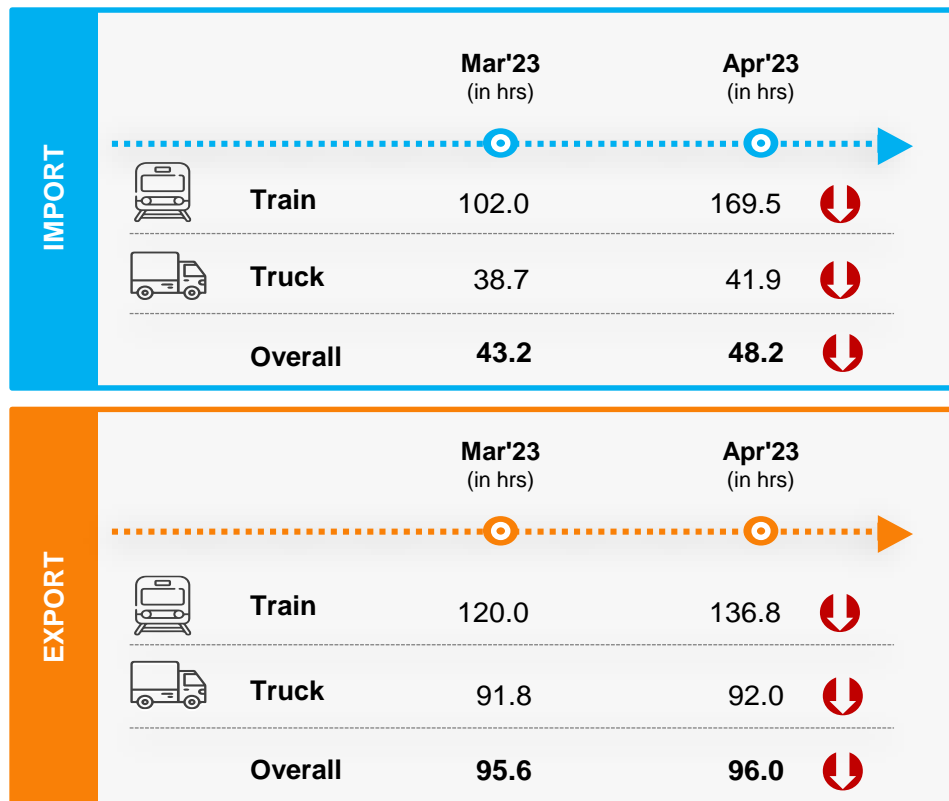 IMPORT
Mar'23 Apr'23
(in hrs) (in hrs)
Train 102.0 169.5
Truck 38.7 41.9
Overall 43.2 48.2
EXPORT
Mar'23 Apr'23
(in hrs) (in hrs)
Train 120.0 136.8
Truck 91.8 92.0
Overall 95.6 96.0